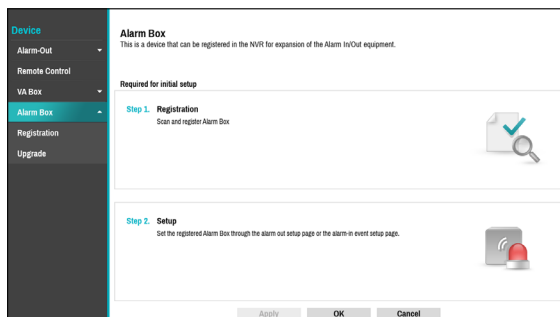 Device
Alarm-Out
Remote Control
VA Box
Alarm Box
Registration
Upgrade
Alarm Box
This is a device that can be registered in the NVR for expansion of the Alarm In/Out equipment.
Required for initial setup
Step 1. Registration
Scan and register Alarm Box
Step 2. Setup
Set the registered Alarm Box through the alarm out setup page or the alarm-in event setup page.
Apply OK Cancel